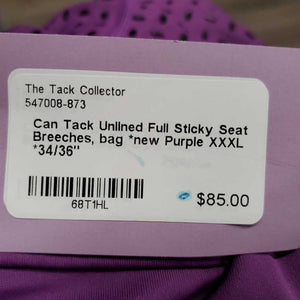 The Tack Collector
547008-873
Can Tack Unlined Full Sticky Seat
Breeches, bag *new Purple XXXL
*34/36"
68T1HL
$85.00